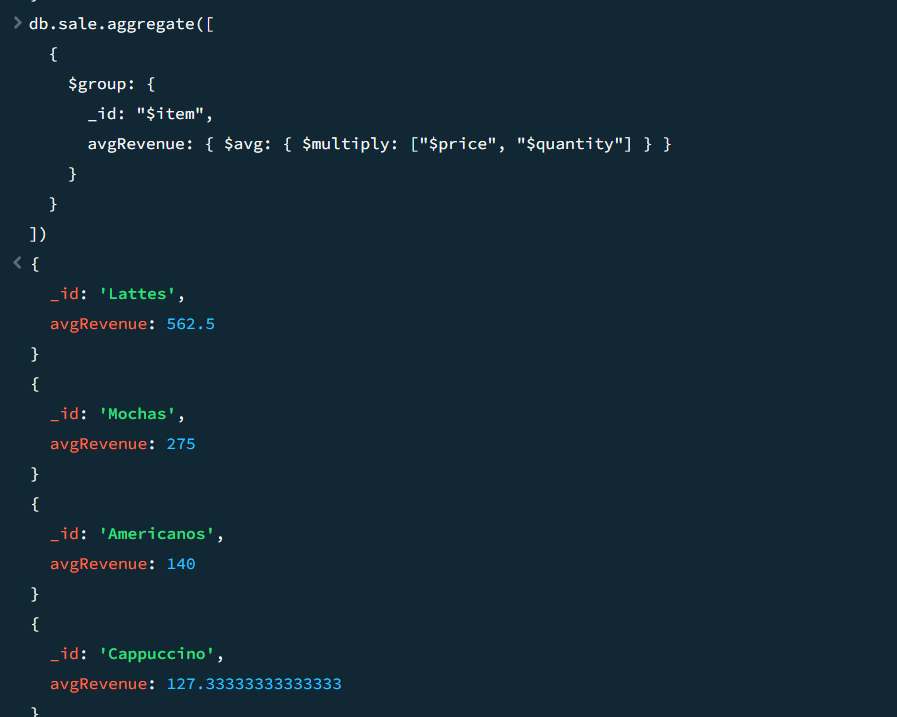 > db.sale.aggregate([
{
$group: {
_id: "$item",
avgRevenue: { $avg: { $multiply: ["$price", "$quantity"] } }
}
}
])
< {
_id: 'Lattes',
avgRevenue: 562.5
}
{
_id: 'Mochas',
avgRevenue: 275
}
{
_id: 'Americanos',
avgRevenue: 140
}
{
_id: 'Cappuccino',
avgRevenue: 127.33333333333333
}